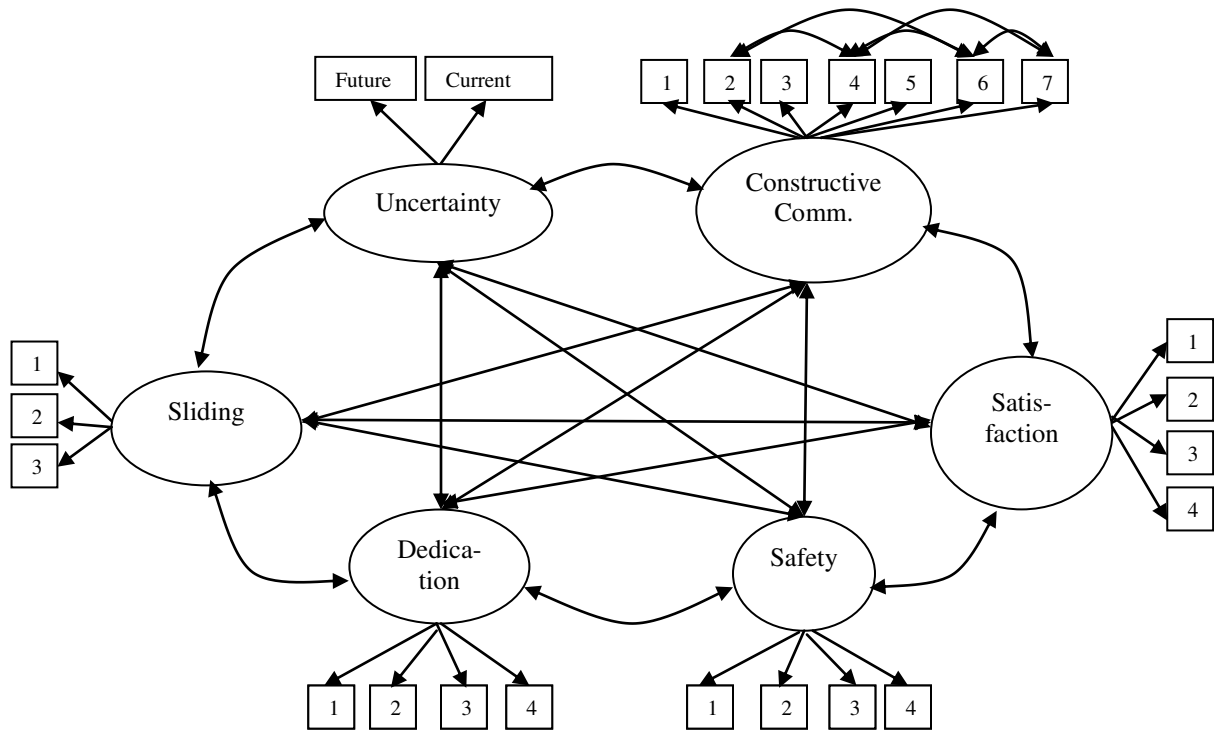 1 2 3 4 5 6 7
Future Current
Constructive
Comm.
Uncertainty
1
2
3
Sliding
Satis-
faction
1
2
3
4
Dedica-
tion
Safety
1 2 3 4
1 2 3 4